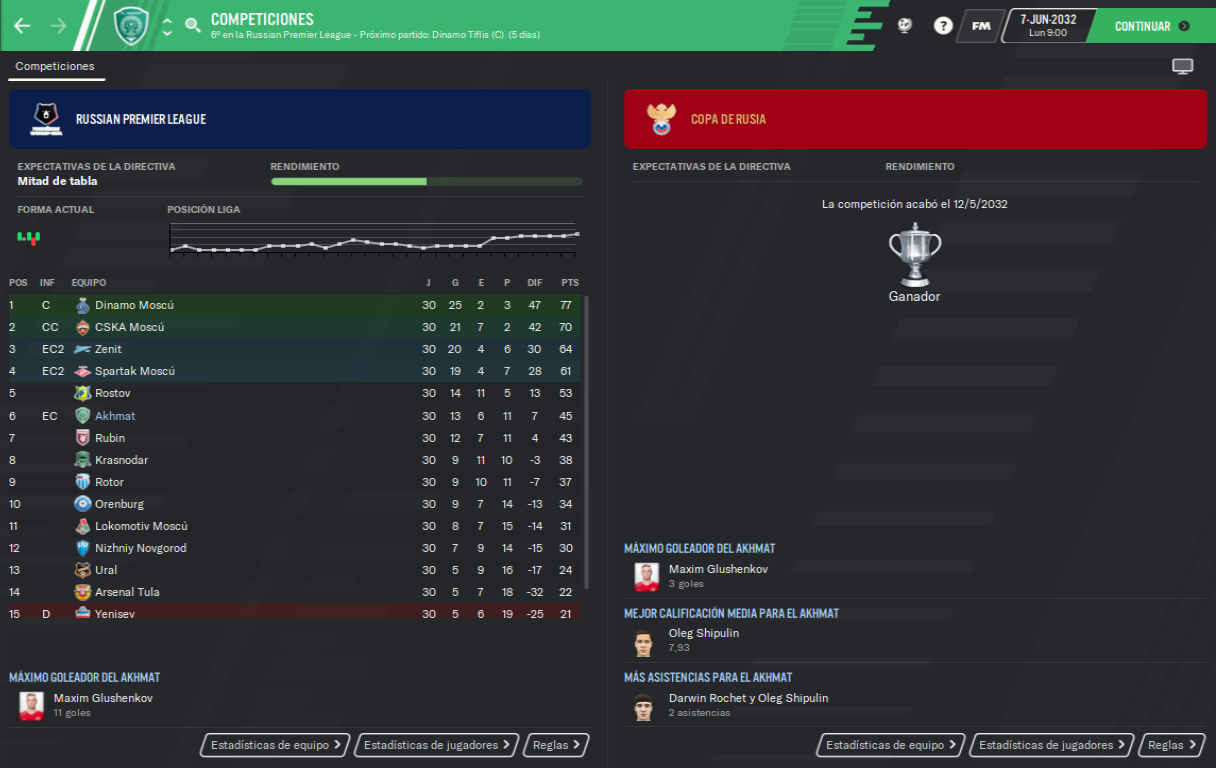 COMPETICIONES
6º en la Russian Premier League - Próximo partido: Dinamo Tiflis (C) (5 dias)
?
FM
7-JUN-2032
Lun 9:00
CONTINUAR
Competiciones
RUSSIAN PREMIER LEAGUE
EXPECTATIVAS DE LA DIRECTIVA RENDIMIENTO
Mitad de tabla
FORMA ACTUAL POSICIÓN LIGA
POS INF EQUIPO J G E P DIF PTS
1 C Dinamo Moscú 30 25 2 3 47 77
2 CC CSKA Moscú 30 21 7 2 42 70
3 EC2 Zenit 30 20 4 6 30 64
4 EC2 Spartak Moscú 30 19 4 7 28 61
5 Rostov 30 14 11 5 13 53
6 EC Akhmat 30 13 6 11 7 45
7 Rubin 30 12 7 11 4 43
8 Krasnodar 30 9 11 10 -3 38
9 Rotor 30 9 10 11 -7 37
10 Orenburg 30 9 7 14 -13 34
11 Lokomotiv Moscú 30 8 7 15 -14 31
12 Nizhniy Novgorod 30 7 9 14 -15 30
13 Ural 30 5 9 16 -17 24
14 Arsenal Tula 30 5 7 18 -32 22
15 D Yenisev 30 5 6 19 -25 21
MÁXIMO GOLEADOR DEL AKHMAT
Maxim Glushenkov
11 goles
Estadísticas de equipo Estadísticas de jugadores Reglas
COPA DE RUSIA
EXPECTATIVAS DE LA DIRECTIVA RENDIMIENTO
La competición acabó el 12/5/2032
Ganador
MÁXIMO GOLEADOR DEL AKHMAT
Maxim Glushenkov
3 goles
MEJOR CALIFICACIÓN MEDIA PARA EL AKHMAT
Oleg Shipulin
7,93
MÁS ASISTENCIAS PARA EL AKHMAT
Darwin Rochet y Oleg Shipulin
2 asistencias
Estadísticas de equipo Estadísticas de jugadores Reglas